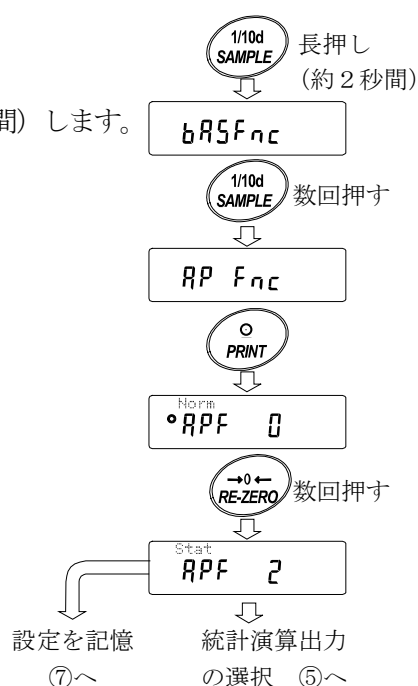 1/10d
SAMPLE
長押し
(約2秒間)
間）します。
bASFnc
1/10d
SAMPLE
数回押す
AP Fnc
PRINT
Norm
APF 0
→0←
RE-ZERO
数回押す
Stat
APF 2
設定を記憶 統計演算出力
⑦へ の選択 ⑤へ